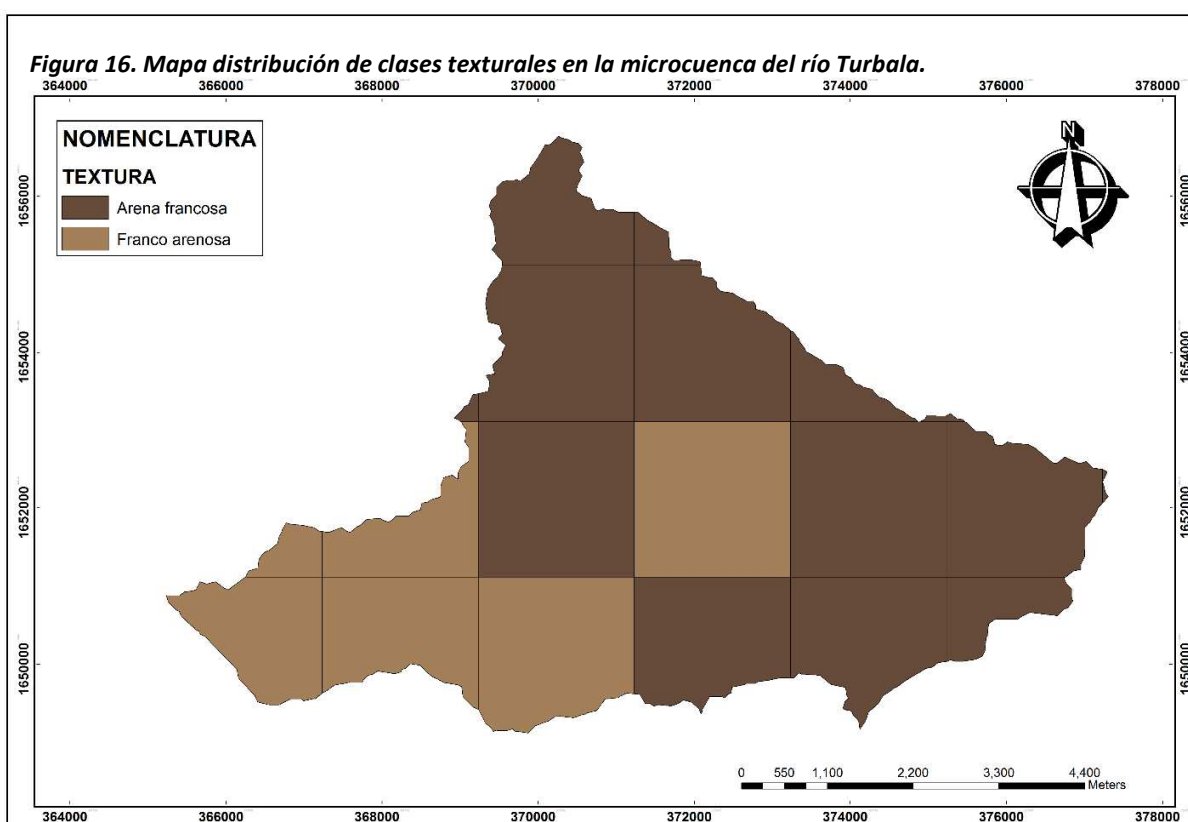 Figura 16. Mapa distribución de clases texturales en la microcuenca del río Turbala.
364000 366000 368000 370000 372000 374000 376000 378000
NOMENCLATURA
TEXTURA
Arena francosa
Franco arenosa
N
1656000 1656000
1654000 1654000
1652000 1652000
1650000 1650000
0 550 1,100 2,200 3,300 4,400
Meters
364000 366000 368000 370000 372000 374000 376000 378000